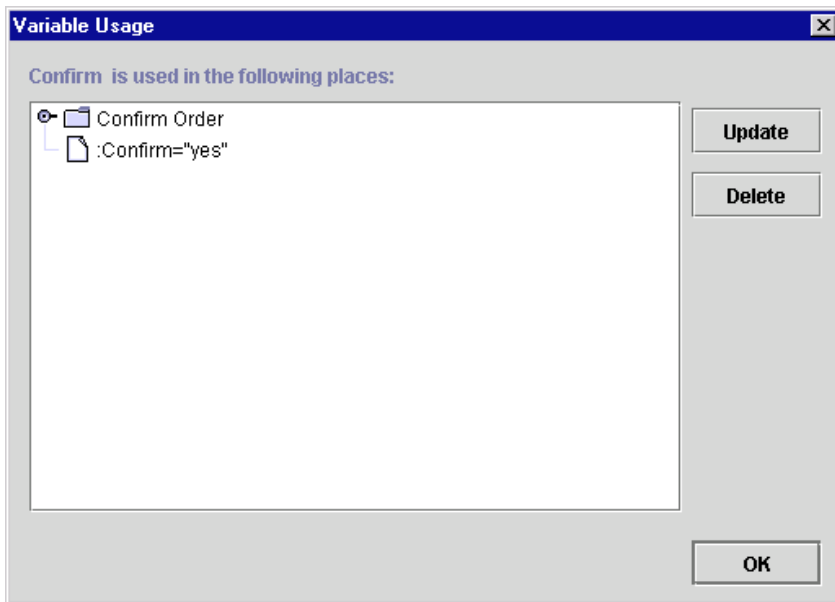 Variable Usage
Confirm is used in the following places:
Confirm Order
:Confirm="yes"
Update
Delete
OK